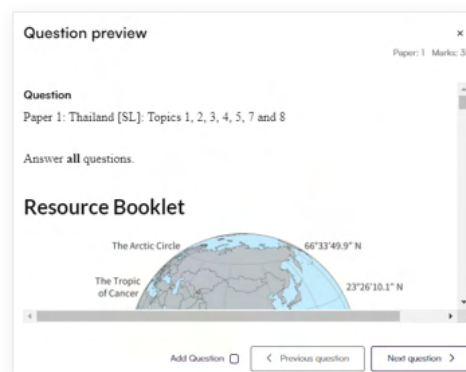 Question preview
×
Paper: 1 Marks: 3
Question
Paper 1: Thailand [SL]: Topics 1, 2, 3, 4, 5, 7 and 8
Answer all questions.
Resource Booklet
The Arctic Circle
66°33'49.9" N
The Tropic
of Cancer
23°26'10.1" N
Add Question
Previous question
Next question